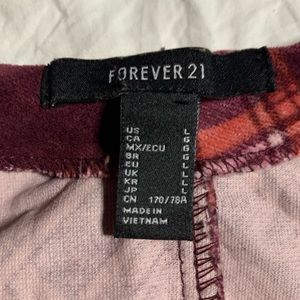 FOREVER 21
US L
CA G
MX/ECU G
BR G
EU L
UK L
KR L
JP L
CN 170/78A
MADE IN
VIETNAM